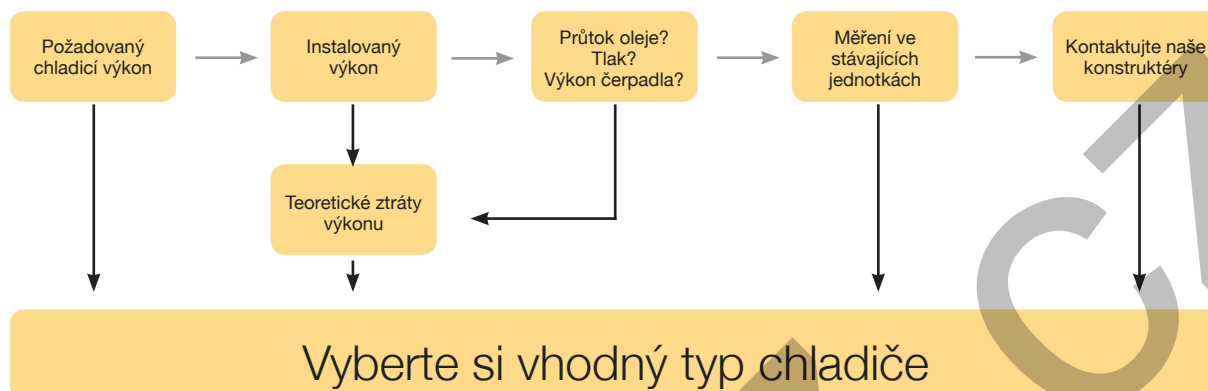 Požadovaný
chladicí výkon
Instalovaný
výkon
Průtok oleje?
Tlak?
Výkon čerpadla?
Měření ve
stávajících
jednotkách
Kontaktujte naše
konstruktéry
Teoretické ztráty
výkonu
Vyberte si vhodný typ chladiče